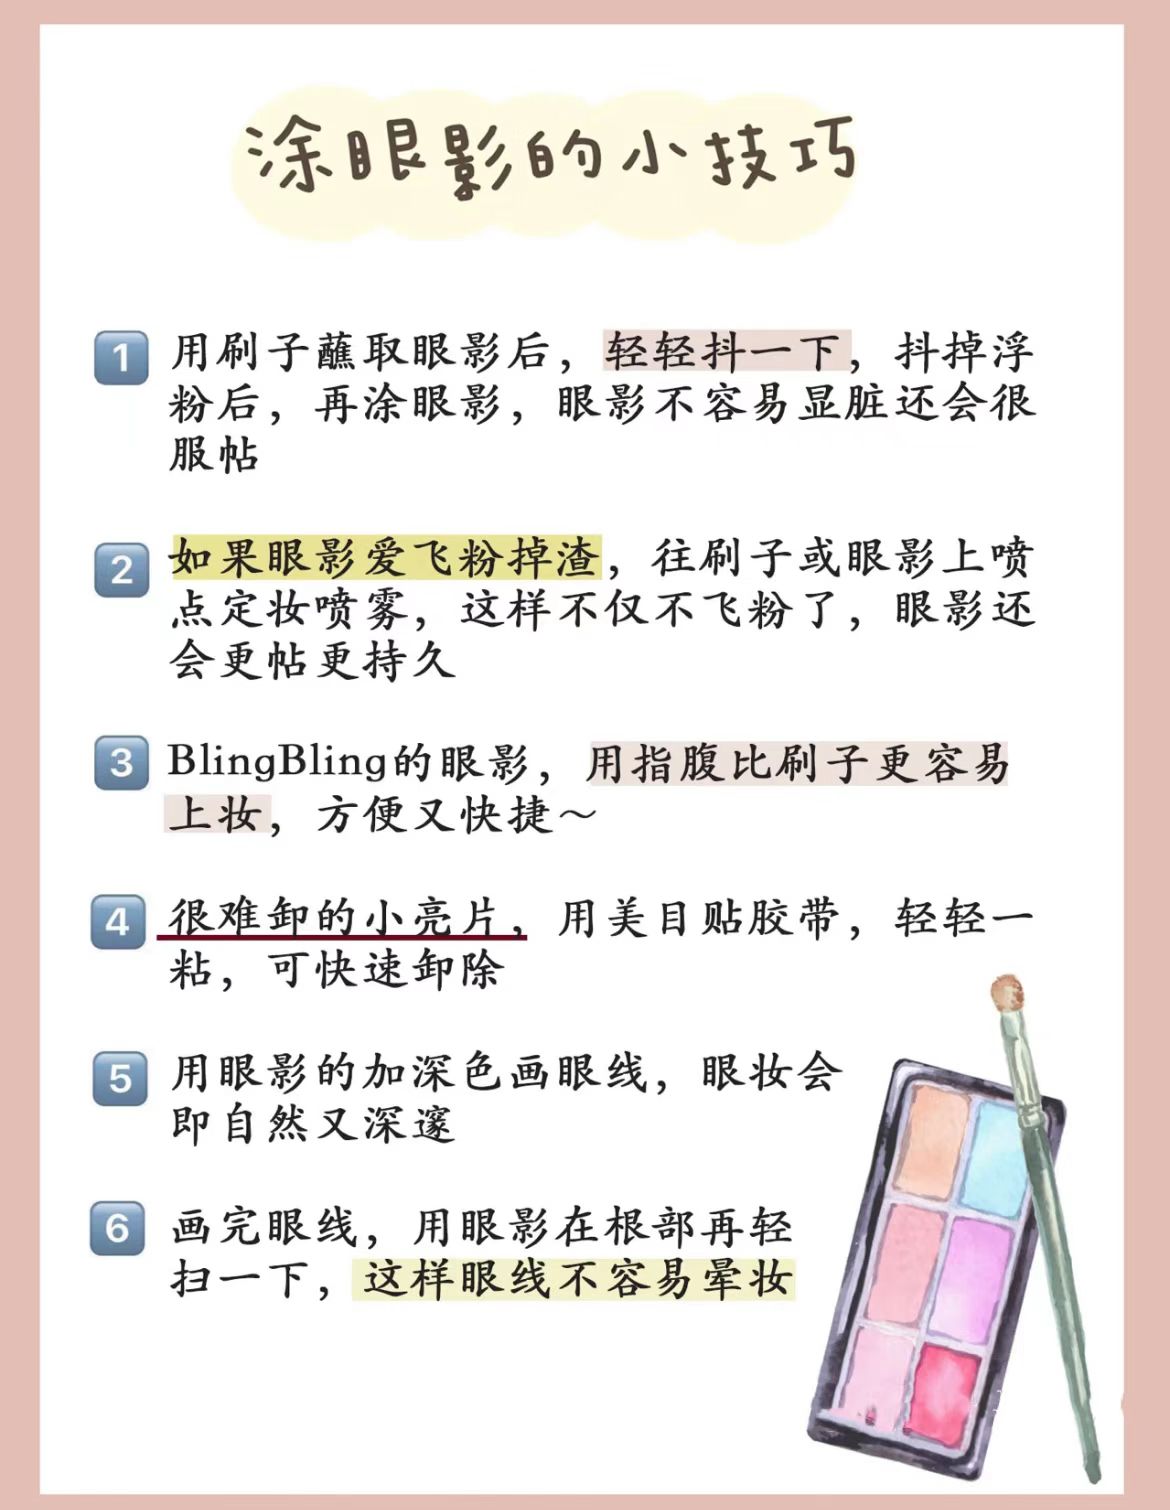 涂眼影的小技巧
1 用刷子蘸取眼影后，轻轻抖一下，抖掉浮
粉后，再涂眼影，眼影不容易显脏还会很
服帖
2 如果眼影爱飞粉掉渣，往刷子或眼影上喷
点定妆喷雾，这样不仅不飞粉了，眼影还
会更帖更持久
3 BlingBling的眼影，用指腹比刷子更容易
上妆，方便又快捷～
4 很难卸的小亮片，用美目贴胶带，轻轻一
粘，可快速卸除
5 用眼影的加深色画眼线，眼妆会
即自然又深邃
6 画完眼线，用眼影在根部再轻
扫一下，这样眼线不容易晕妆